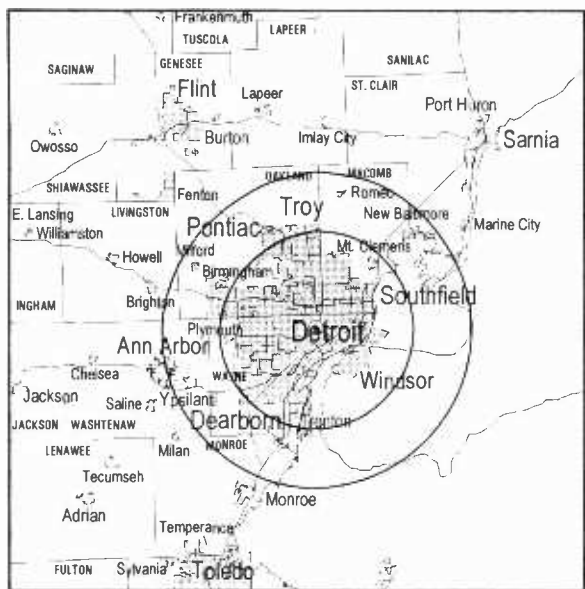 Frankenmuth
LAPEER
TUSCOLA
SANILAC
GENESEE
SAGINAW
ST. CLAIR
Flint
Lapeer
Port Huron
Burton
Imlay City
Sarnia
Owosso
OAKLAND
MACOMB
SHIAWASSEE
Fenton
Romeo
LIVINGSTON
Troy
New Baltimore
E. Lansing
Pontiac
Marine City
Williamston
Milford
Mt. Clemens
Howell
Birmingham
Brighton
Southfield
INGHAM
Plymouth
Detroit
Ann Arbor
Chelsea
WAYNE
Windsor
Jackson
Ypsilanti
Saline
Dearborn
Trenton
JACKSON
WASHTENAW
Milan
MONROE
LENAWEE
Tecumseh
Monroe
Adrian
Temperance
FULTON
Sylvania
Toledo